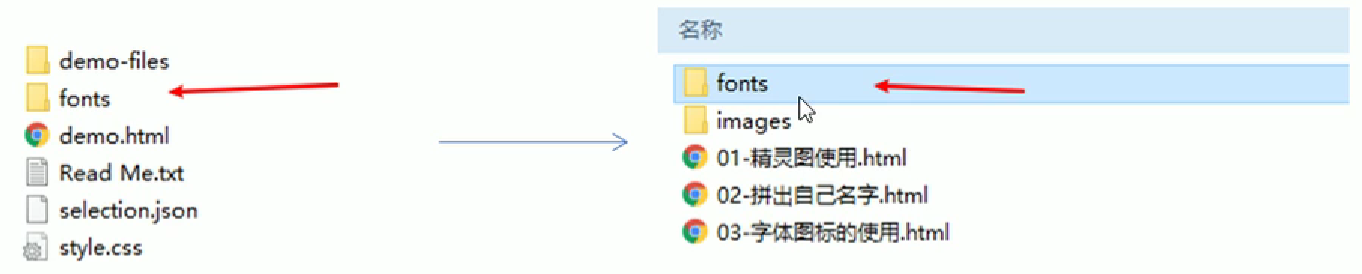 demo-files
fonts
demo.html
Read Me.txt
selection.json
style.css
名称
fonts
images
01-精灵图使用.html
02-拼出自己名字.html
03-字体图标的使用.html